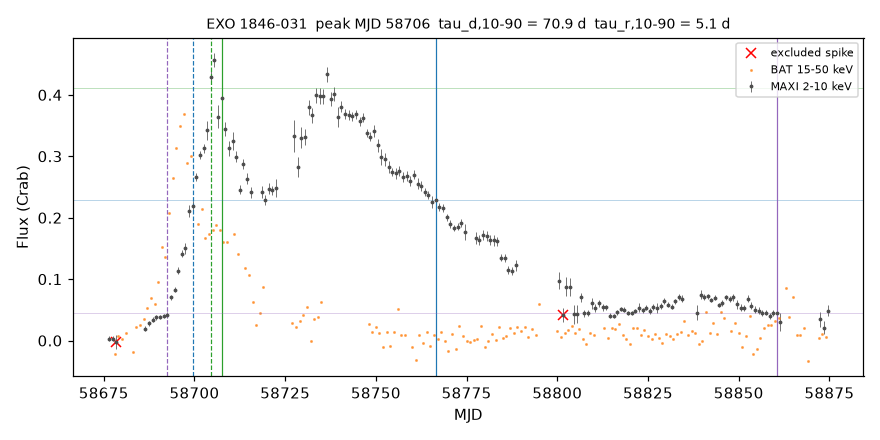 EXO 1846-031  peak MJD 58706  tau_d,10-90 = 70.9 d  tau_r,10-90 = 5.1 d
excluded spike
BAT 15-50 keV
MAXI 2-10 keV
Flux (Crab)
0.4
0.3
0.2
0.1
0.0
58675 58700 58725 58750 58775 58800 58825 58850 58875
MJD